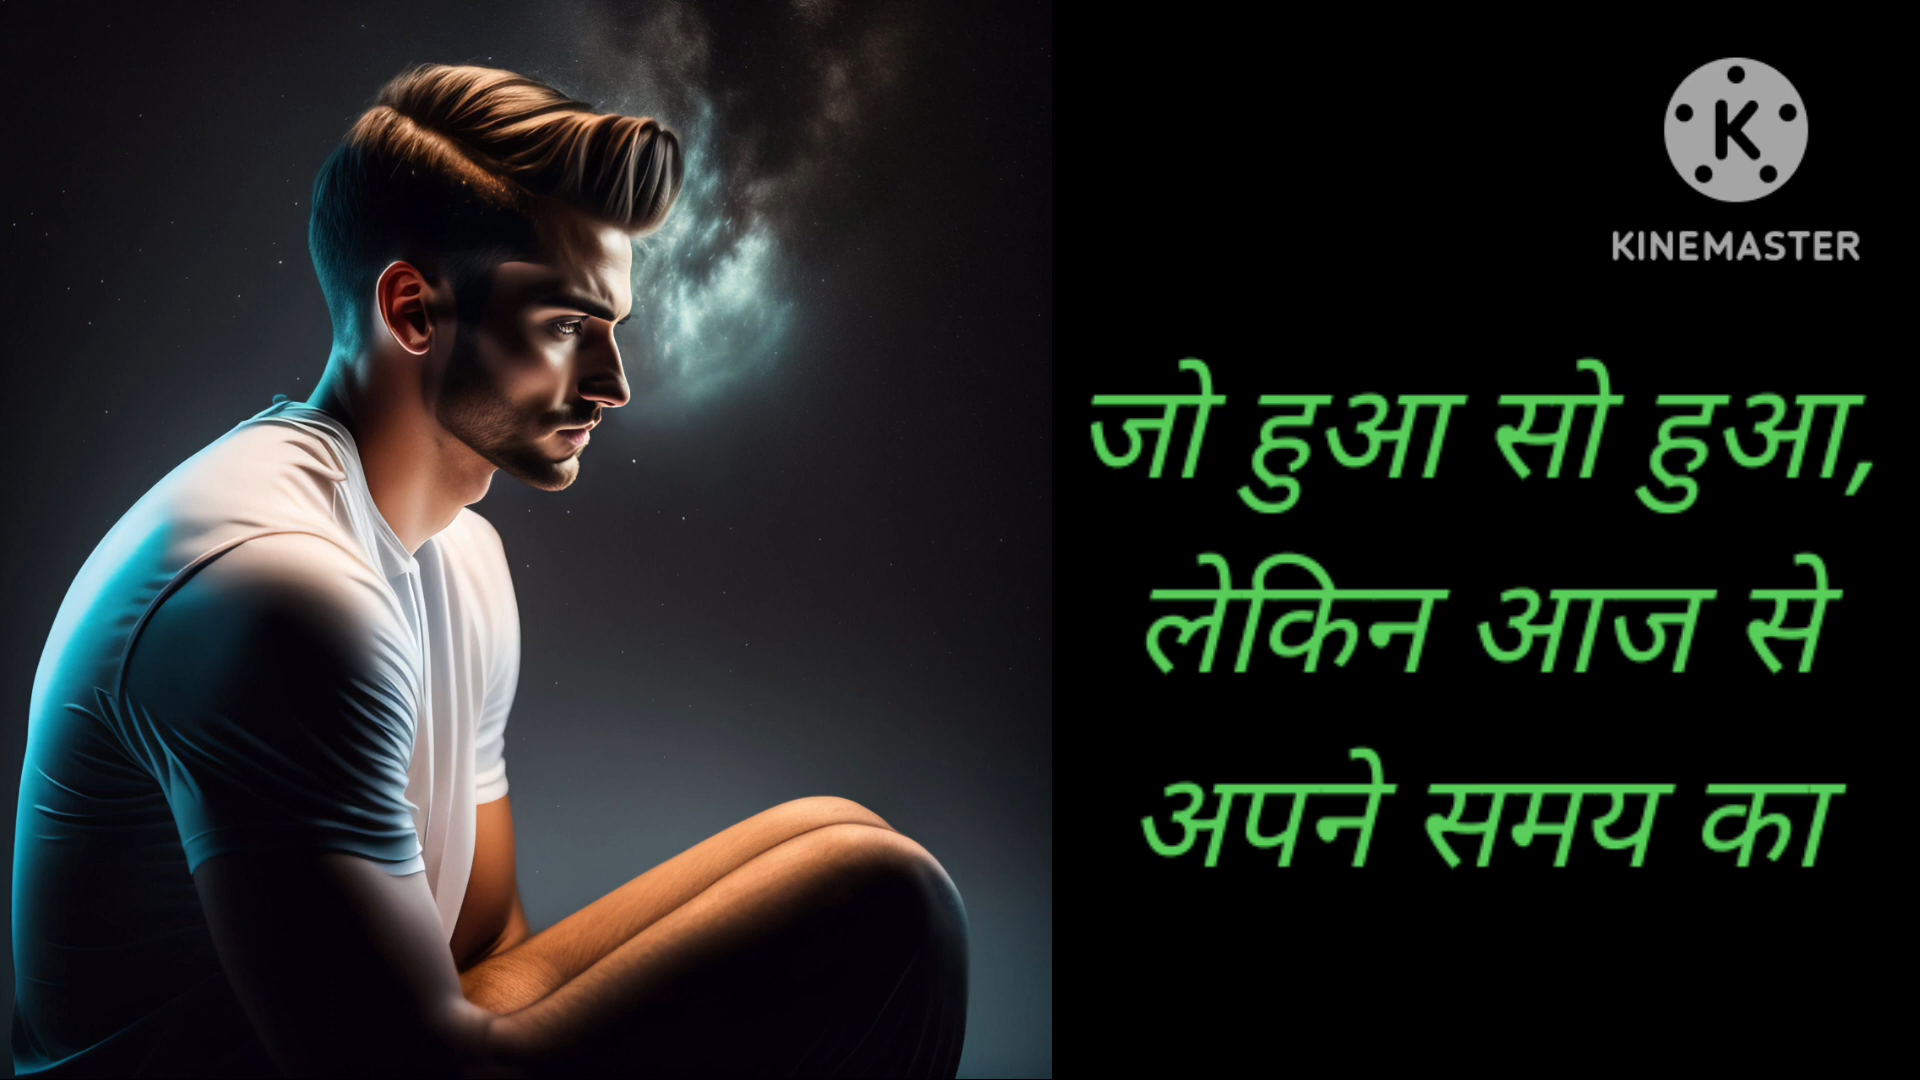 K
KINEMASTER
जो हुआ सो हुआ,
लेकिन आज से
अपने समय का